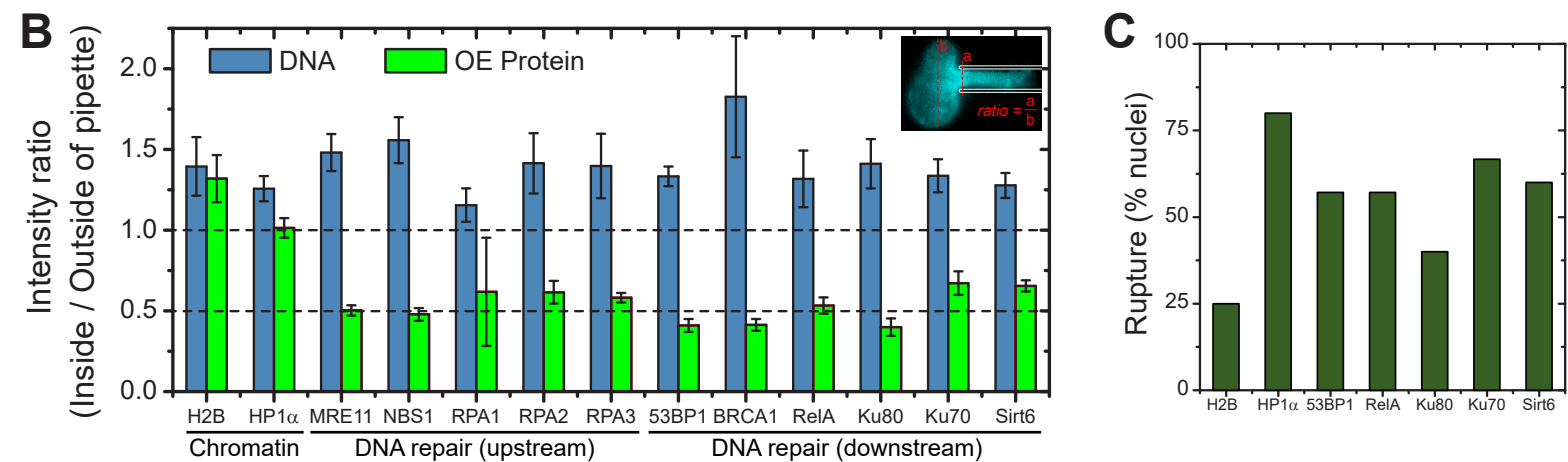 B
Intensity ratio
(Inside / Outside of pipette)
2.0
1.5
1.0
0.5
0.0
DNA
OE Protein
b
a
ratio = a
b
H2B HP1α MRE11 NBS1 RPA1 RPA2 RPA3 53BP1 BRCA1 RelA Ku80 Ku70 Sirt6
Chromatin DNA repair (upstream) DNA repair (downstream)
C
Rupture (% nuclei)
100
75
50
25
0
H2B HP1α 53BP1 RelA Ku80 Ku70 Sirt6